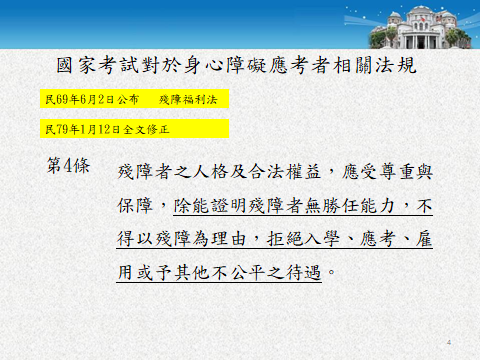 國家考試對於身心障礙應考者相關法規
民69年6月2日公布 殘障福利法
民79年1月12日全文修正
第4條
殘障者之人格及合法權益，應受尊重與
保障，除能證明殘障者無勝任能力，不
得以殘障為理由，拒絕入學、應考、雇
用或予其他不公平之待遇。
4